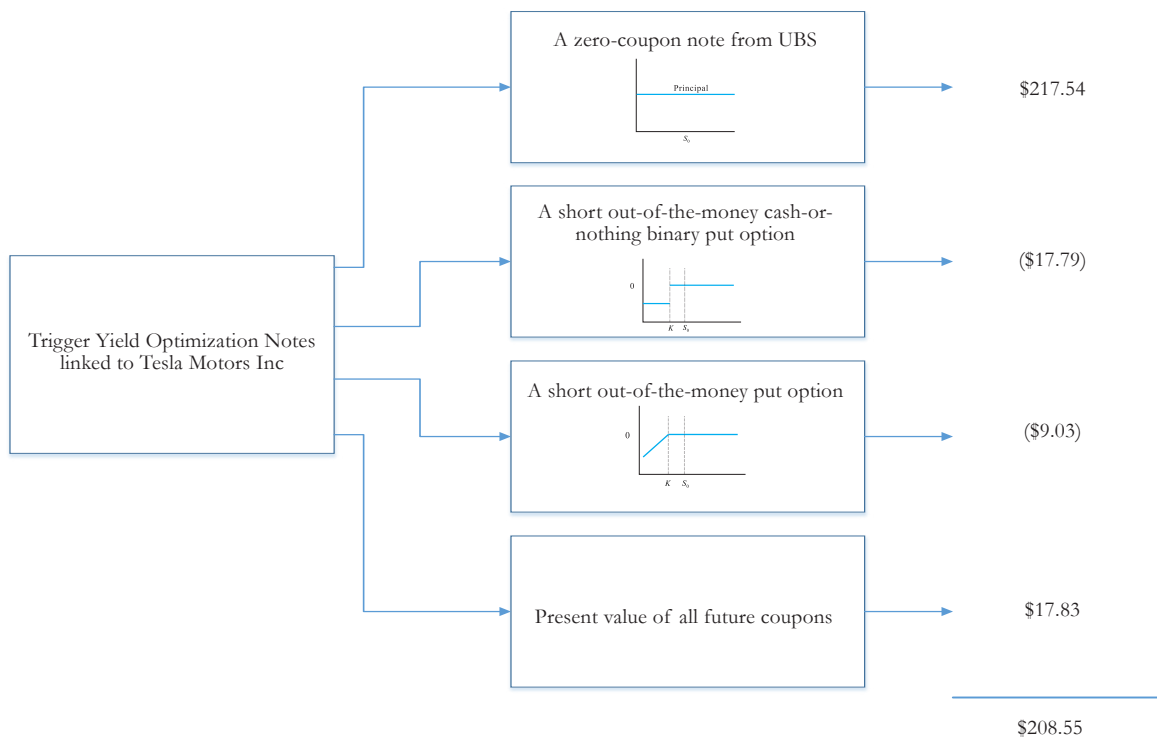 A zero-coupon note from UBS
Principal
S₀
$217.54
A short out-of-the-money cash-or-
nothing binary put option
0
K S₀
($17.79)
Trigger Yield Optimization Notes
linked to Tesla Motors Inc
A short out-of-the-money put option
0
K S₀
($9.03)
Present value of all future coupons
$17.83
$208.55